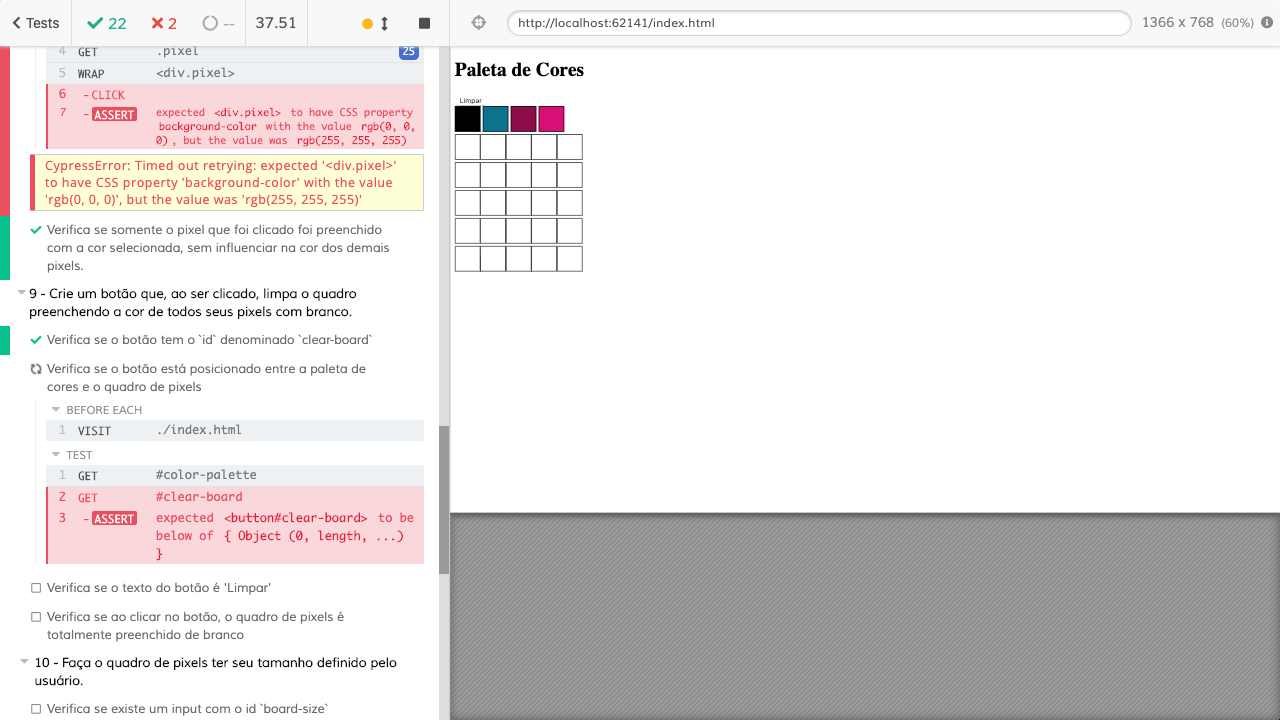 Tests 22 2 -- 37.51 http://localhost:62141/index.html 1366 x 768 (60%)
4 GET .pixel 25
5 WRAP <div.pixel>
6 -CLICK
7 -ASSERT expected <div.pixel> to have CSS property
background-color with the value rgb(0, 0,
0), but the value was rgb(255, 255, 255)
CypressError: Timed out retrying: expected '<div.pixel>'
to have CSS property 'background-color' with the value
'rgb(0, 0, 0)', but the value was 'rgb(255, 255, 255)'
Verifica se somente o pixel que foi clicado foi preenchido
com a cor selecionada, sem influenciar na cor dos demais
pixels.
9 - Crie um botão que, ao ser clicado, limpa o quadro
preenchendo a cor de todos seus pixels com branco.
Verifica se o botão tem o `id` denominado `clear-board`
Verifica se o botão está posicionado entre a paleta de
cores e o quadro de pixels
BEFORE EACH
1 VISIT ./index.html
TEST
1 GET #color-palette
2 GET #clear-board
3 -ASSERT expected <button#clear-board> to be
below of { Object (0, length, ...)
}
Verifica se o texto do botão é 'Limpar'
Verifica se ao clicar no botão, o quadro de pixels é
totalmente preenchido de branco
10 - Faça o quadro de pixels ter seu tamanho definido pelo
usuário.
Verifica se existe um input com o id `board-size`
Paleta de Cores
Limpar